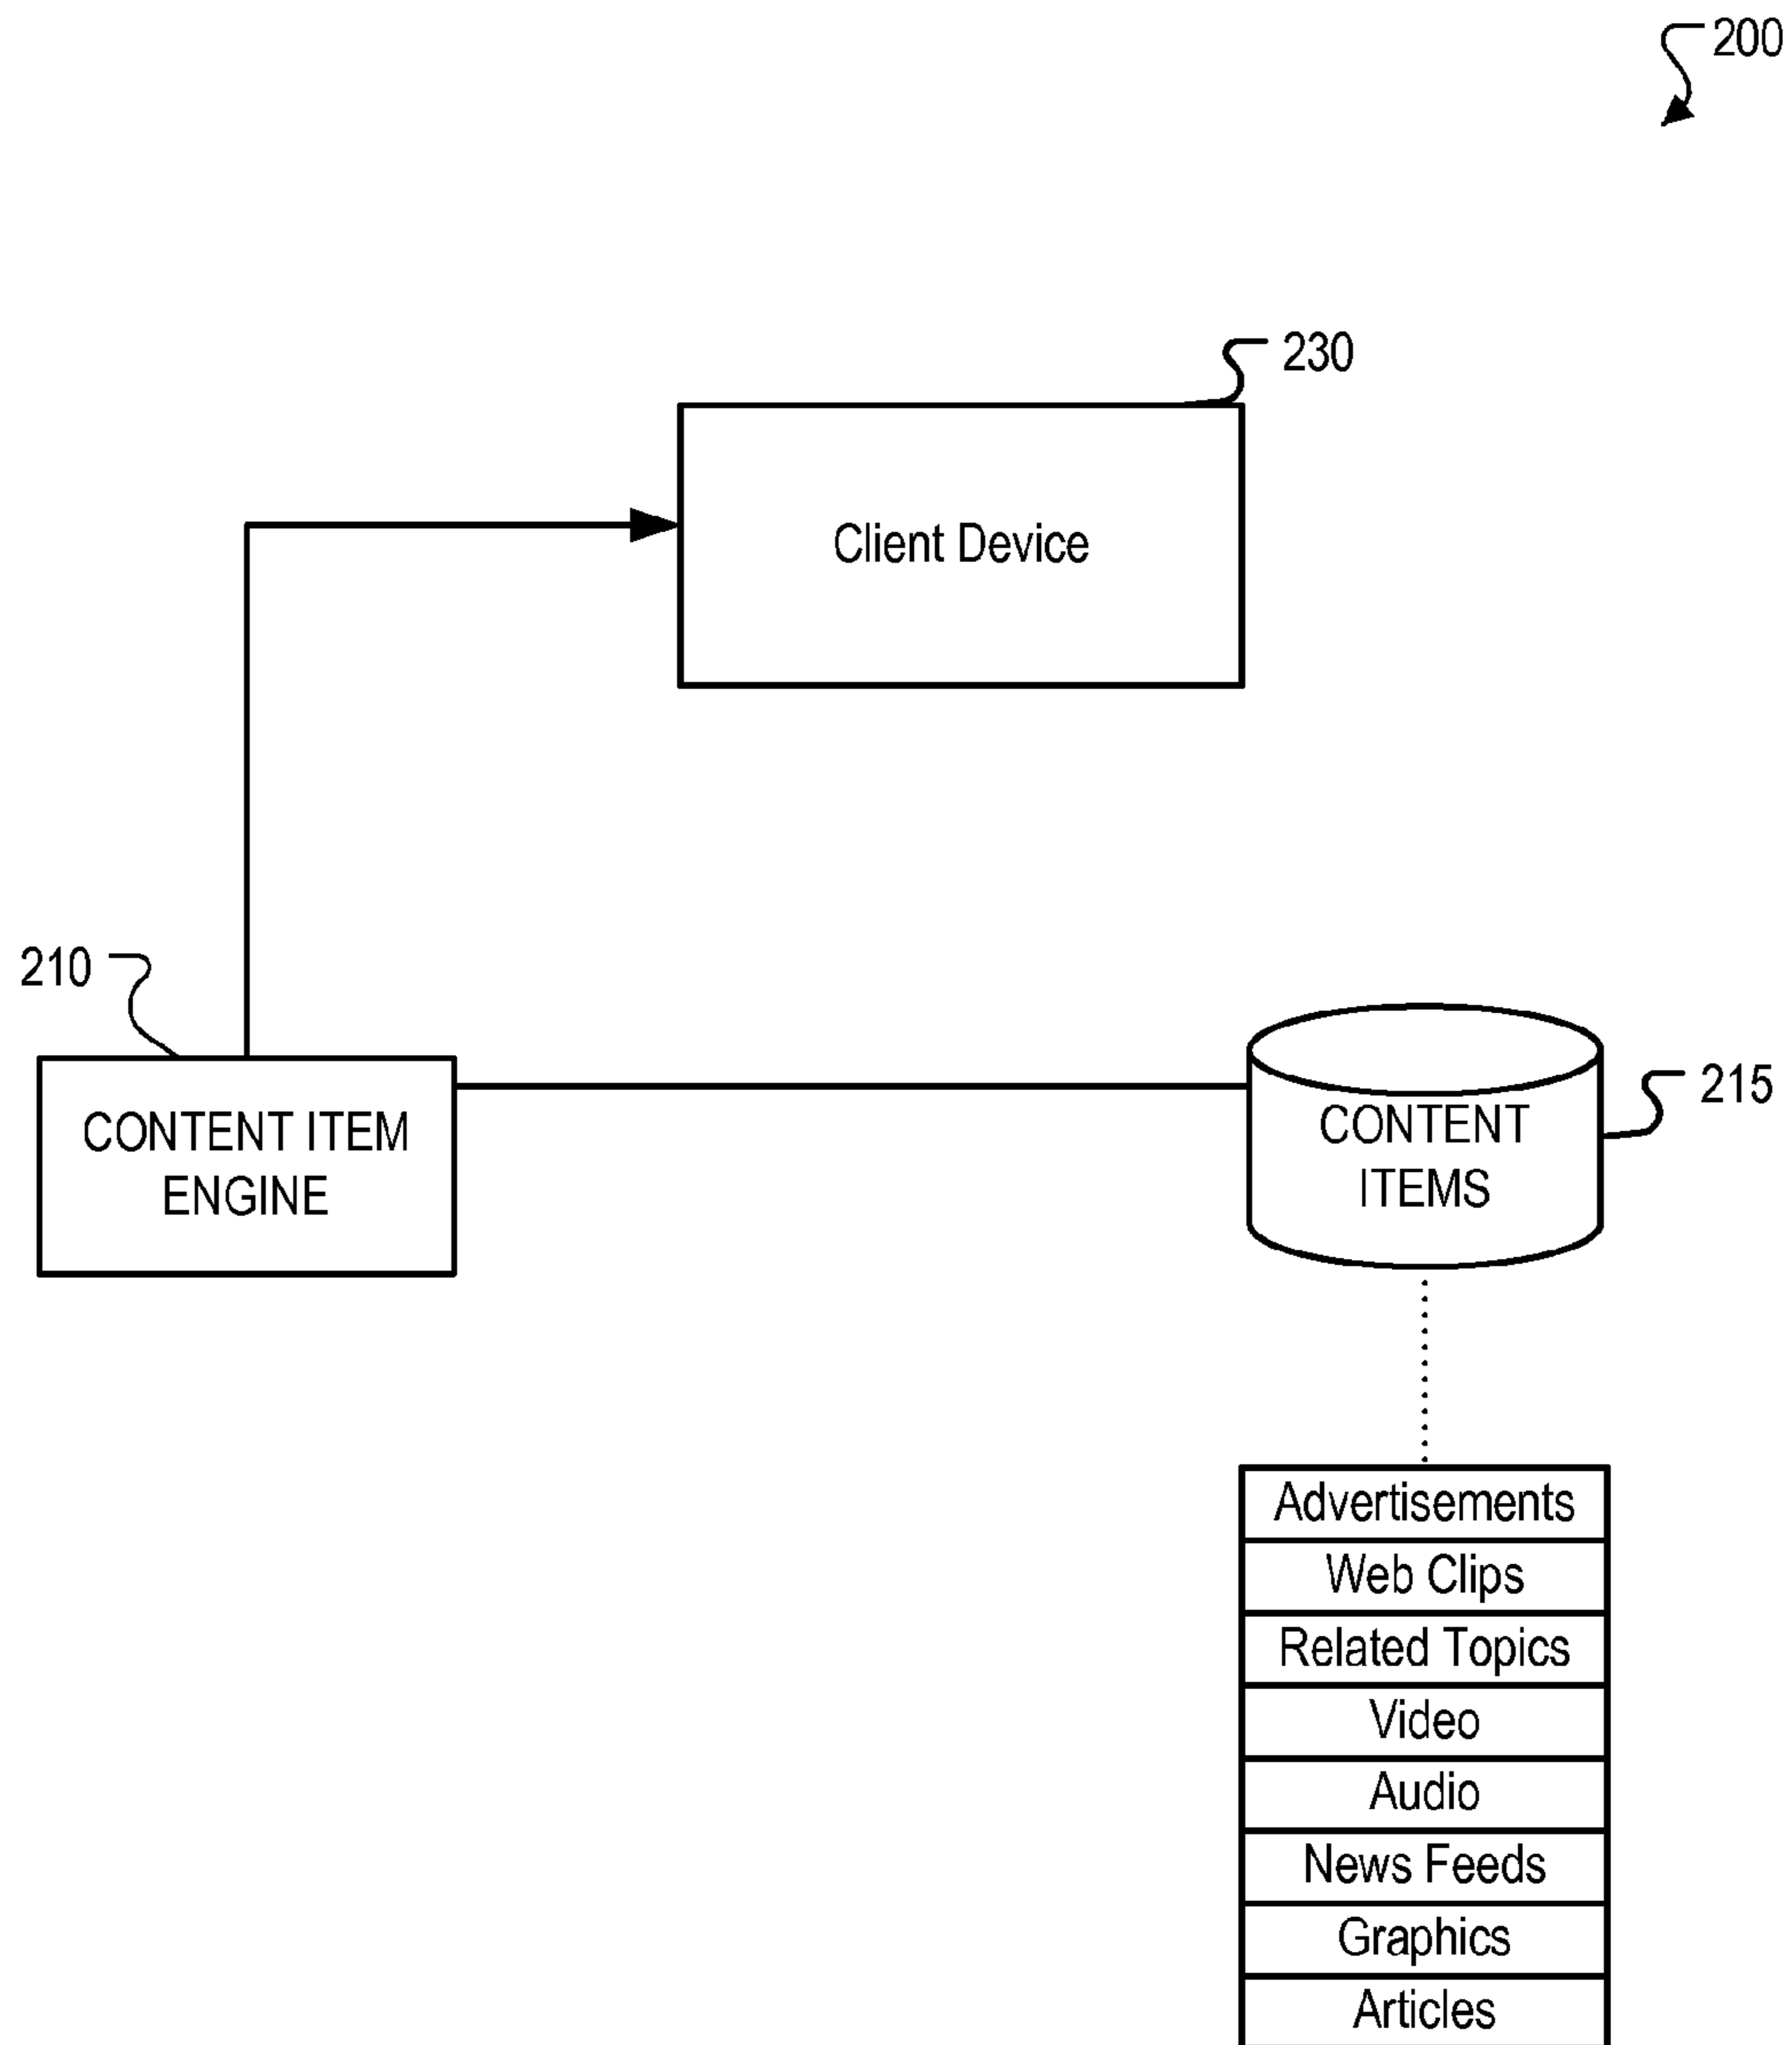 200
230
Client Device
210
CONTENT ITEM
ENGINE
215
CONTENT
ITEMS
Advertisements
Web Clips
Related Topics
Video
Audio
News Feeds
Graphics
Articles